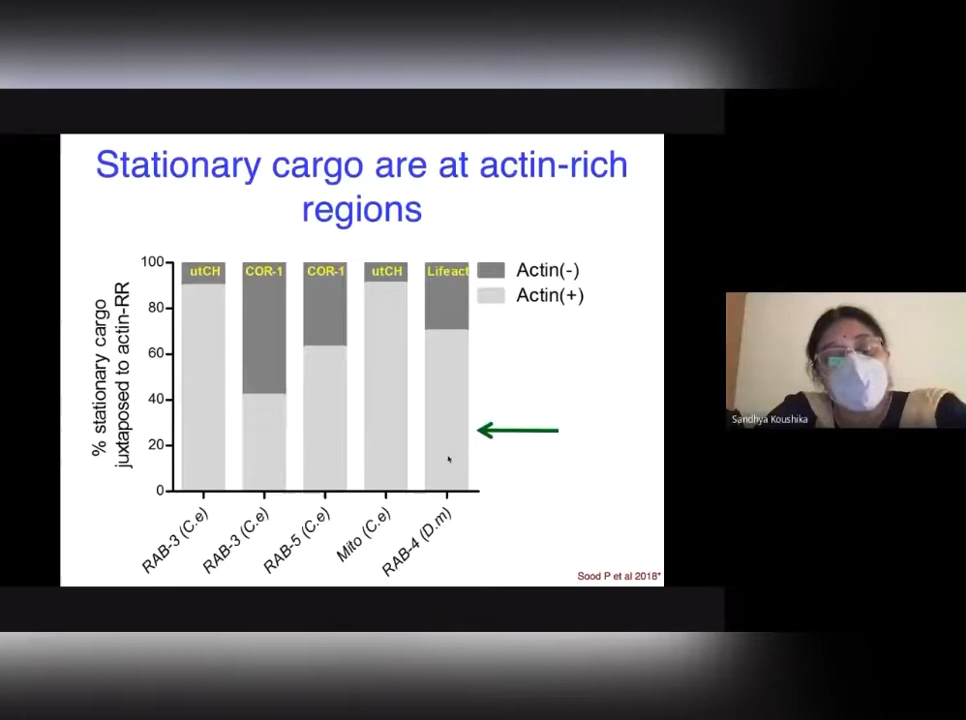 Stationary cargo are at actin-rich
regions
% stationary cargo
juxtaposed to actin-RR
100
80
60
40
20
0
utCH
COR-1
COR-1
utCH
Lifeact
Actin(-)
Actin(+)
RAB-3 (C.e)
RAB-3 (C.e)
RAB-5 (C.e)
Mito (C.e)
RAB-4 (D.m)
Sood P et al 2018*
Sandhya Koushika